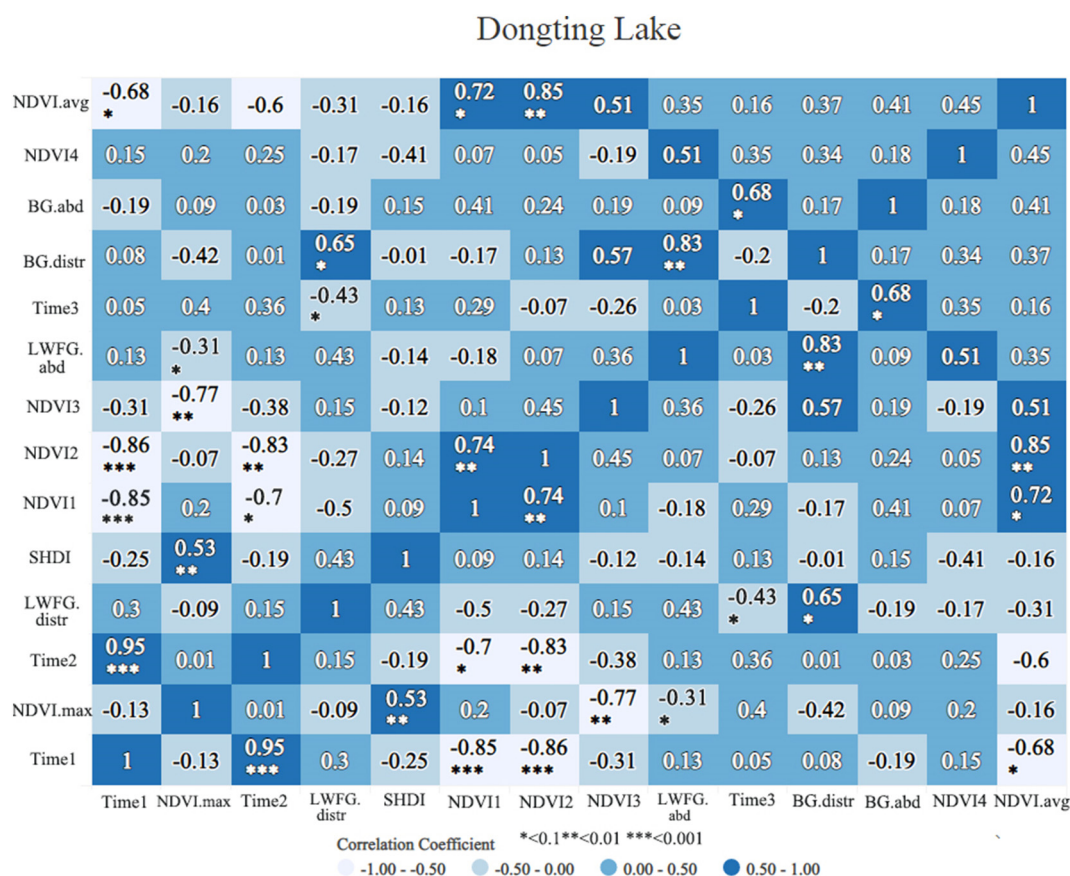 Dongting Lake
NDVI.avg -0.68 -0.16 -0.6 -0.31 -0.16 0.72 0.85 0.51 0.35 0.16 0.37 0.41 0.45 1
* * **
NDVI4 0.15 0.2 0.25 -0.17 -0.41 0.07 0.05 -0.19 0.51 0.35 0.34 0.18 1 0.45
BG.abd -0.19 0.09 0.03 -0.19 0.15 0.41 0.24 0.19 0.09 0.68 0.17 1 0.18 0.41
*
BG.distr 0.08 -0.42 0.01 0.65 -0.01 -0.17 0.13 0.57 0.83 -0.2 1 0.17 0.34 0.37
* **
Time3 0.05 0.4 0.36 -0.43 0.13 0.29 -0.07 -0.26 0.03 1 -0.2 0.68 0.35 0.16
* *
LWFG.
abd 0.13 -0.31 0.13 0.43 -0.14 -0.18 0.07 0.36 1 0.03 0.83 0.09 0.51 0.35
* **
NDVI3 -0.31 -0.77 -0.38 0.15 -0.12 0.1 0.45 1 0.36 -0.26 0.57 0.19 -0.19 0.51
**
NDVI2 -0.86 -0.07 -0.83 -0.27 0.14 0.74 1 0.45 0.07 -0.07 0.13 0.24 0.05 0.85
*** ** ** **
NDVI1 -0.85 0.2 -0.7 -0.5 0.09 1 0.74 0.1 -0.18 0.29 -0.17 0.41 0.07 0.72
*** * ** *
SHDI -0.25 0.53 -0.19 0.43 1 0.09 0.14 -0.12 -0.14 0.13 -0.01 0.15 -0.41 -0.16
**
LWFG.
distr 0.3 -0.09 0.15 1 0.43 -0.5 -0.27 0.15 0.43 -0.43 0.65 -0.19 -0.17 -0.31
* *
Time2 0.95 0.01 1 0.15 -0.19 -0.7 -0.83 -0.38 0.13 0.36 0.01 0.03 0.25 -0.6
*** * **
NDVI.max -0.13 1 0.01 -0.09 0.53 0.2 -0.07 -0.77 -0.31 0.4 -0.42 0.09 0.2 -0.16
** ** *
Time1 1 -0.13 0.95 0.3 -0.25 -0.85 -0.86 -0.31 0.13 0.05 0.08 -0.19 0.15 -0.68
*** *** *** *
Time1 NDVI.max Time2 LWFG. SHDI NDVI1 NDVI2 NDVI3 LWFG. Time3 BG.distr BG.abd NDVI4 NDVI.avg
distr abd
Correlation Coefficient *<0.1**<0.01 ***<0.001
-1.00 - -0.50 -0.50 - 0.00 0.00 - 0.50 0.50 - 1.00